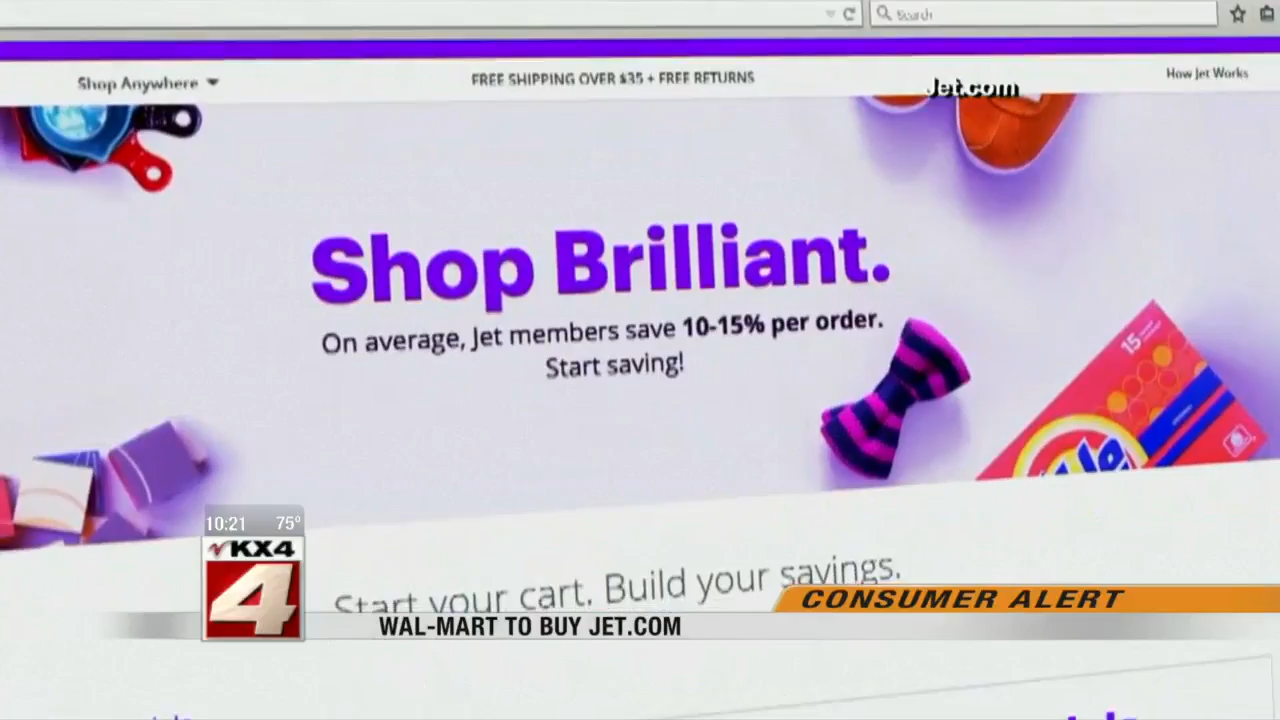 Search
Shop Anywhere
FREE SHIPPING OVER $35 + FREE RETURNS
How Jet Works
Jet.com
Shop Brilliant.
On average, Jet members save 10-15% per order.
Start saving!
15
10:21 75°
KX4
4
Start your cart. Build your savings.
CONSUMER ALERT
WAL-MART TO BUY JET.COM